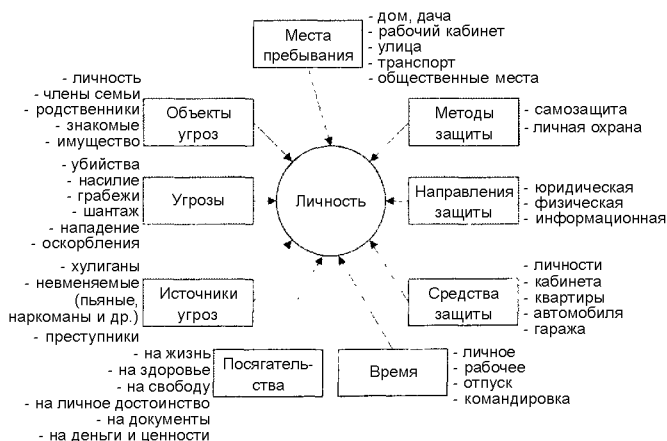 Места
пребывания
- дом, дача
- рабочий кабинет
- улица
- транспорт
- общественные места
- личность
- члены семьи
- родственники
- знакомые
- имущество
Объекты
угроз
Методы
защиты
- самозащита
- личная охрана
- убийства
- насилие
- грабежи
- шантаж
- нападение
- оскорбления
Угрозы
Личность
Направления
защиты
- юридическая
- физическая
- информационная
- хулиганы
- невменяемые
(пьяные,
наркоманы и др.)
- преступники
Источники
угроз
Средства
защиты
- личности
- кабинета
- квартиры
- автомобиля
- гаража
- на жизнь
- на здоровье
- на свободу
- на личное достоинство
- на документы
- на деньги и ценности
Посягатель-
ства
Время
- личное
- рабочее
- отпуск
- командировка